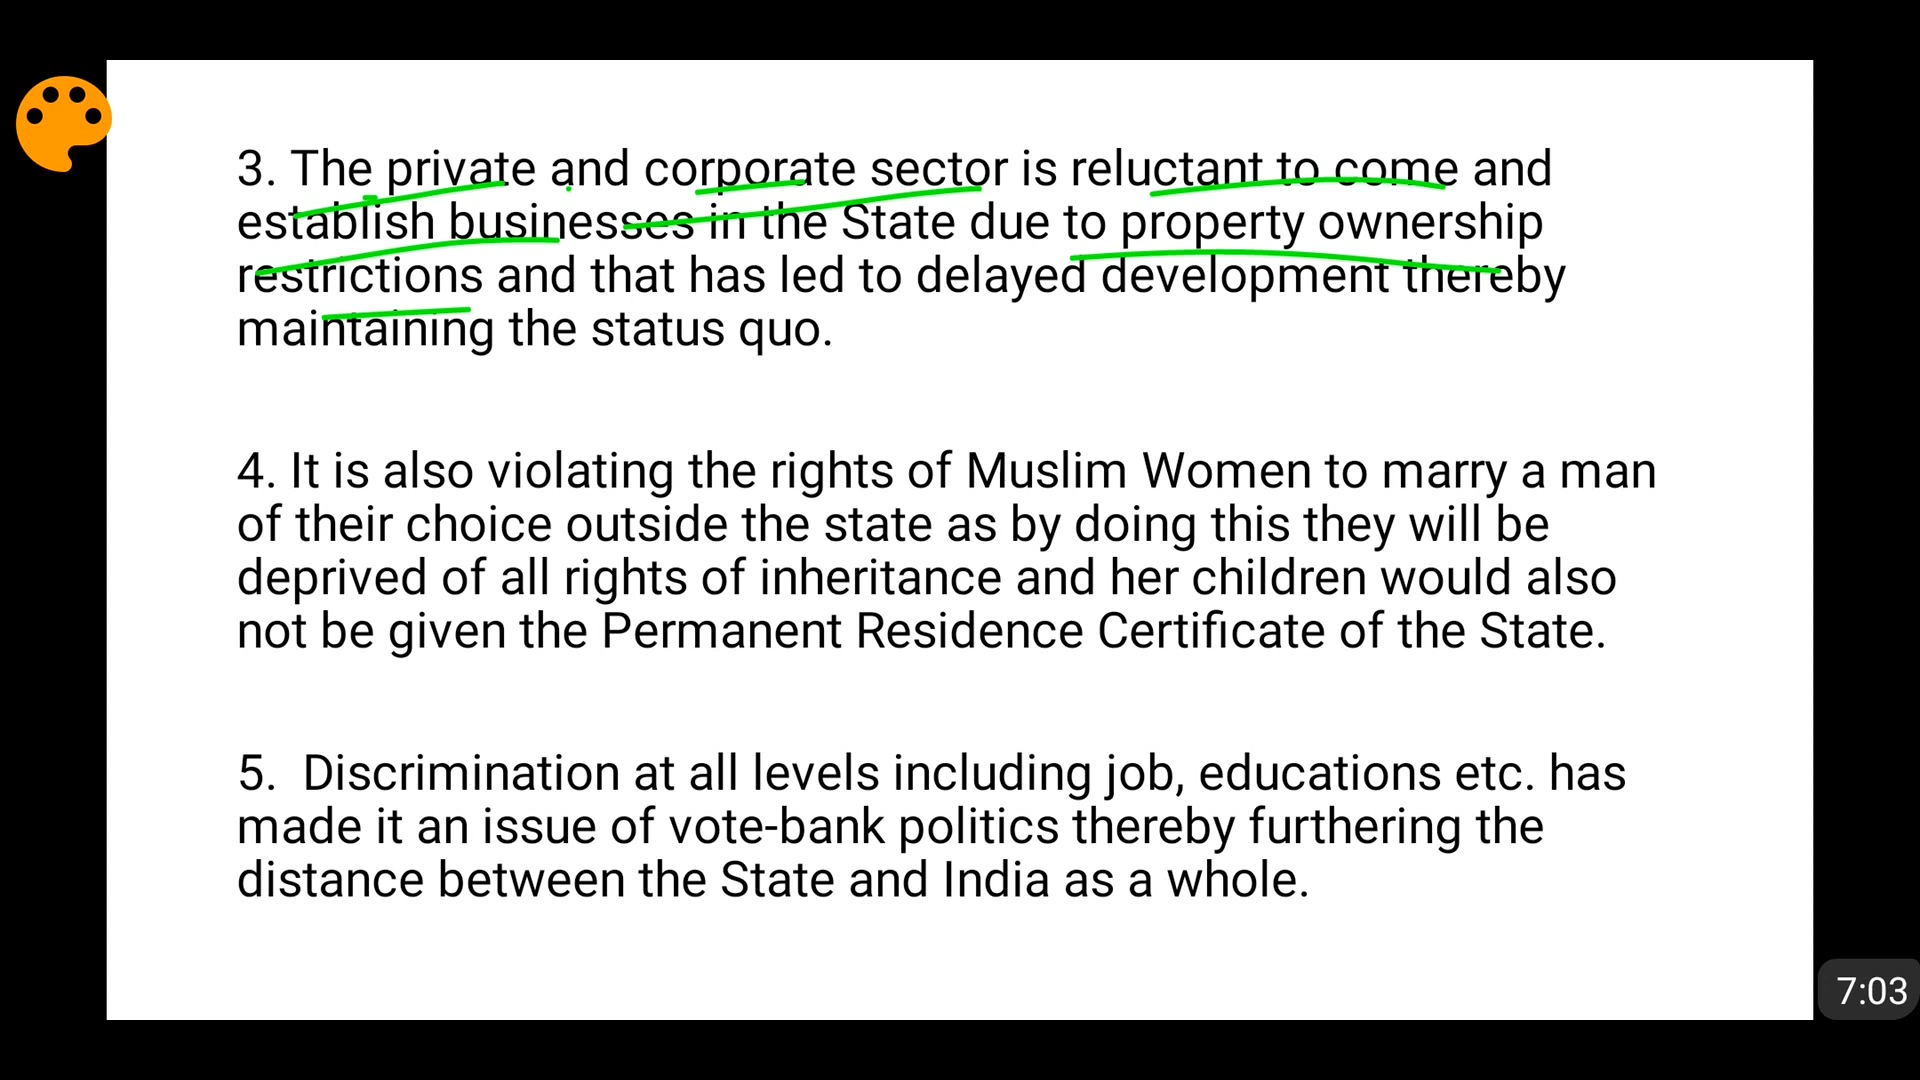 3. The private and corporate sector is reluctant to come and
establish businesses in the State due to property ownership
restrictions and that has led to delayed development thereby
maintaining the status quo.
4. It is also violating the rights of Muslim Women to marry a man
of their choice outside the state as by doing this they will be
deprived of all rights of inheritance and her children would also
not be given the Permanent Residence Certificate of the State.
5. Discrimination at all levels including job, educations etc. has
made it an issue of vote-bank politics thereby furthering the
distance between the State and India as a whole.
7:03